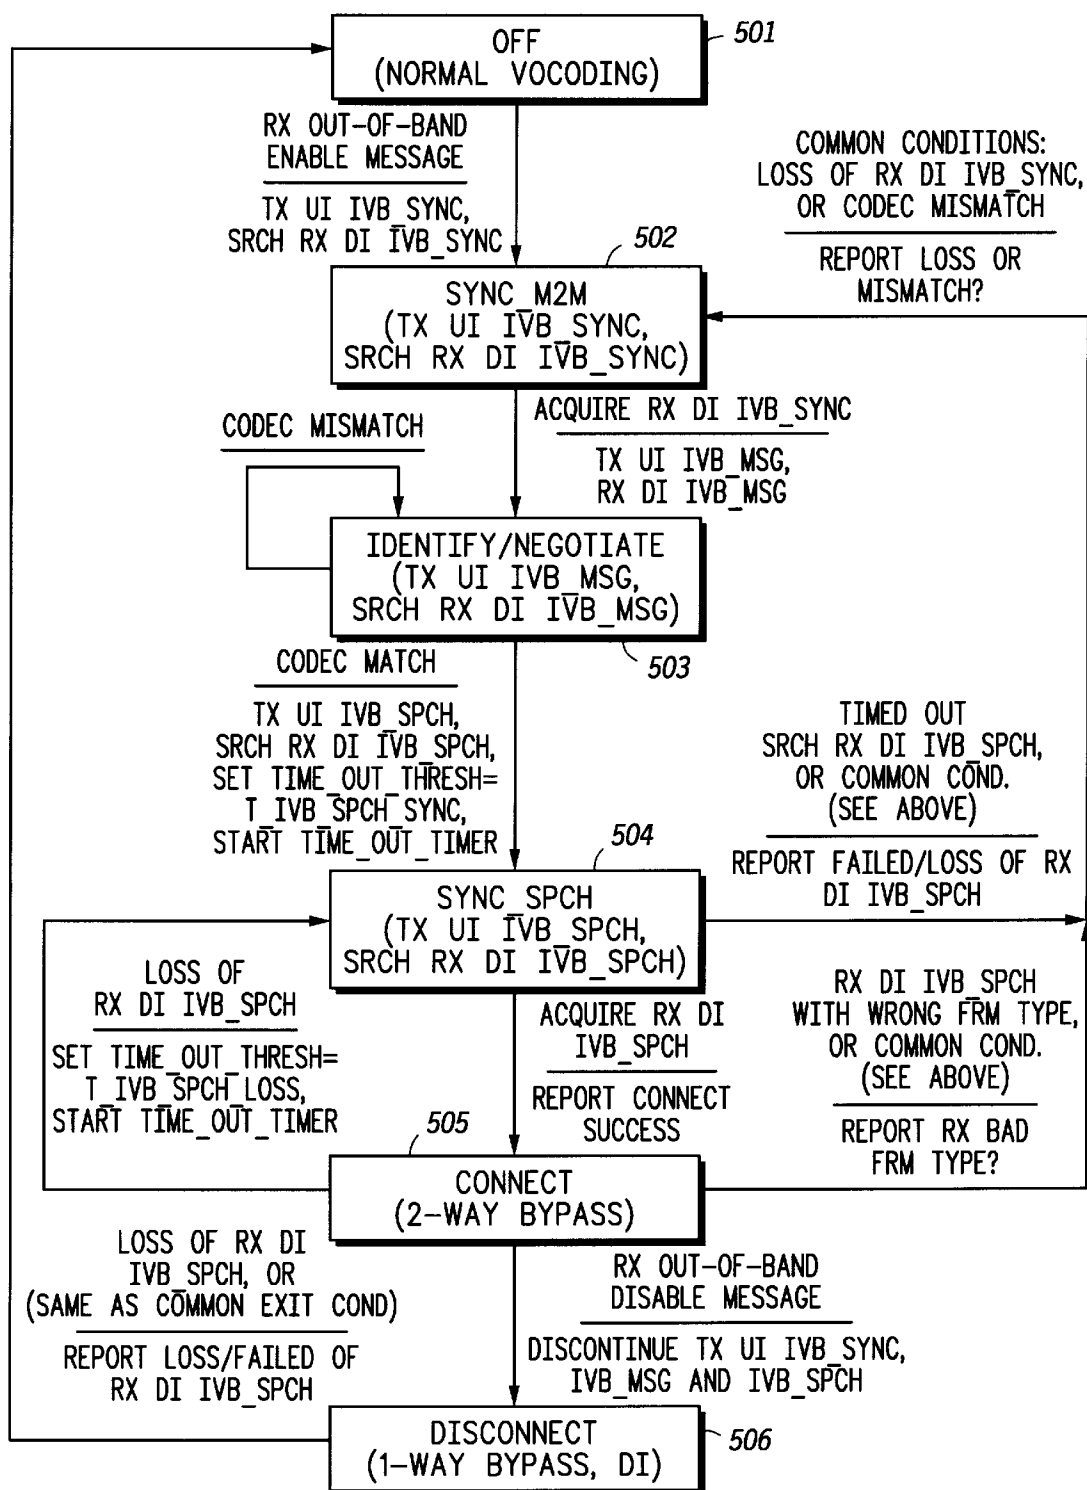 OFF
(NORMAL VOCODING)
501
RX OUT-OF-BAND
ENABLE MESSAGE
TX UI IVB_SYNC,
SRCH RX DI IVB_SYNC
COMMON CONDITIONS:
LOSS OF RX DI IVB_SYNC,
OR CODEC MISMATCH
REPORT LOSS OR
MISMATCH?
502
SYNC_M2M
(TX UI IVB_SYNC,
SRCH RX DI IVB_SYNC)
CODEC MISMATCH
ACQUIRE RX DI IVB_SYNC
TX UI IVB_MSG,
RX DI IVB_MSG
IDENTIFY/NEGOTIATE
(TX UI IVB_MSG,
SRCH RX DI IVB_MSG)
503
CODEC MATCH
TX UI IVB_SPCH,
SRCH RX DI IVB_SPCH,
SET TIME_OUT_THRESH=
T_IVB_SPCH_SYNC,
START TIME_OUT_TIMER
TIMED OUT
SRCH RX DI IVB_SPCH,
OR COMMON COND.
(SEE ABOVE)
REPORT FAILED/LOSS OF RX
DI IVB_SPCH
504
SYNC_SPCH
(TX UI IVB_SPCH,
SRCH RX DI IVB_SPCH)
LOSS OF
RX DI IVB_SPCH
SET TIME_OUT_THRESH=
T_IVB_SPCH_LOSS,
START TIME_OUT_TIMER
ACQUIRE RX DI
IVB_SPCH
REPORT CONNECT
SUCCESS
RX DI IVB_SPCH
WITH WRONG FRM TYPE,
OR COMMON COND.
(SEE ABOVE)
REPORT RX BAD
FRM TYPE?
505
CONNECT
(2-WAY BYPASS)
LOSS OF RX DI
IVB_SPCH, OR
(SAME AS COMMON EXIT COND)
REPORT LOSS/FAILED OF
RX DI IVB_SPCH
RX OUT-OF-BAND
DISABLE MESSAGE
DISCONTINUE TX UI IVB_SYNC,
IVB_MSG AND IVB_SPCH
DISCONNECT
(1-WAY BYPASS, DI)
506